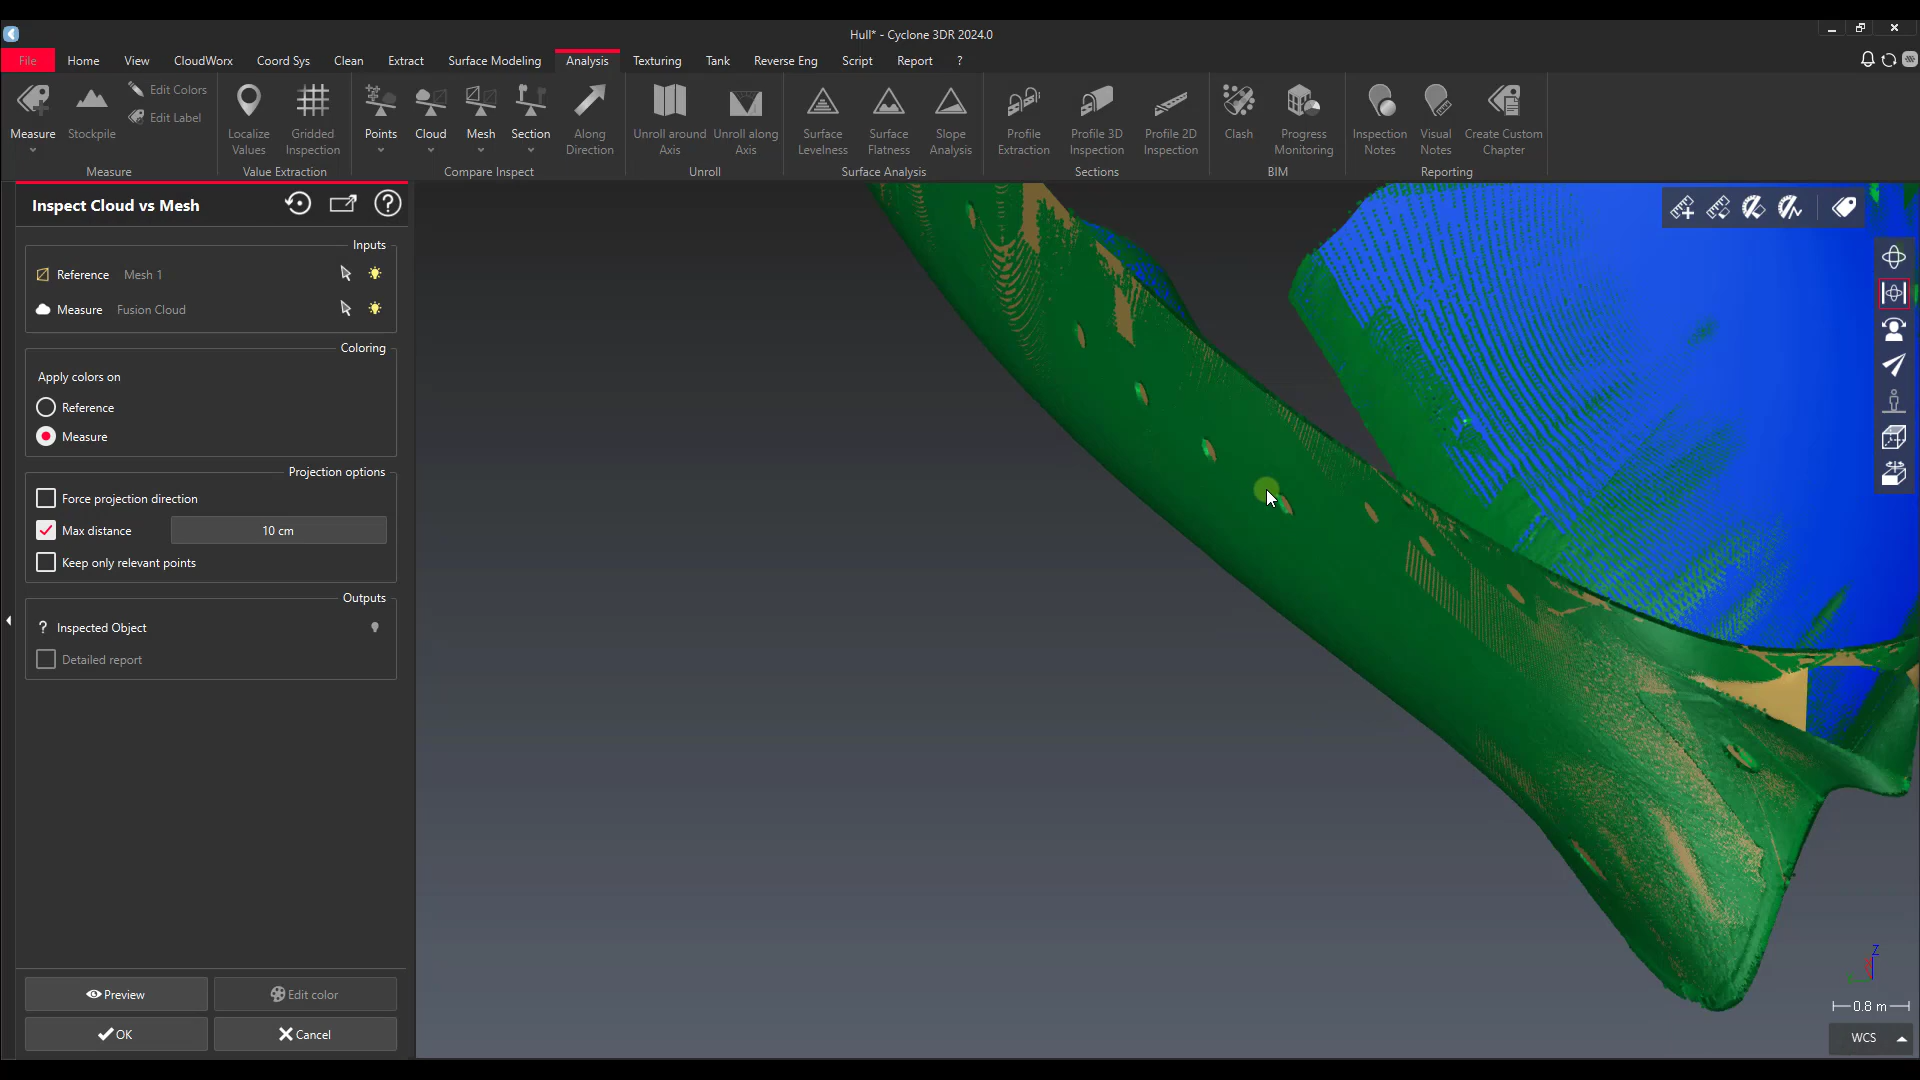 Hull* - Cyclone 3DR 2024.0
File Home View CloudWorx Coord Sys Clean Extract Surface Modeling Analysis Texturing Tank Reverse Eng Script Report ?
Edit Colors
Edit Label
Measure Stockpile Localize Gridded Points Cloud Mesh Section Along Unroll around Unroll along Surface Surface Slope Profile Profile 3D Profile 2D Clash Progress Inspection Visual Create Custom
Values Inspection Direction Axis Axis Levelness Flatness Analysis Extraction Inspection Inspection Monitoring Notes Notes Chapter
Measure Value Extraction Compare Inspect Unroll Surface Analysis Sections BIM Reporting
Inspect Cloud vs Mesh ?
Inputs
Reference Mesh 1
Measure Fusion Cloud
Coloring
Apply colors on
Reference
Measure
Projection options
Force projection direction
Max distance 10 cm
Keep only relevant points
Outputs
? Inspected Object
Detailed report
Preview Edit color
OK Cancel
Z
0.8 m
WCS